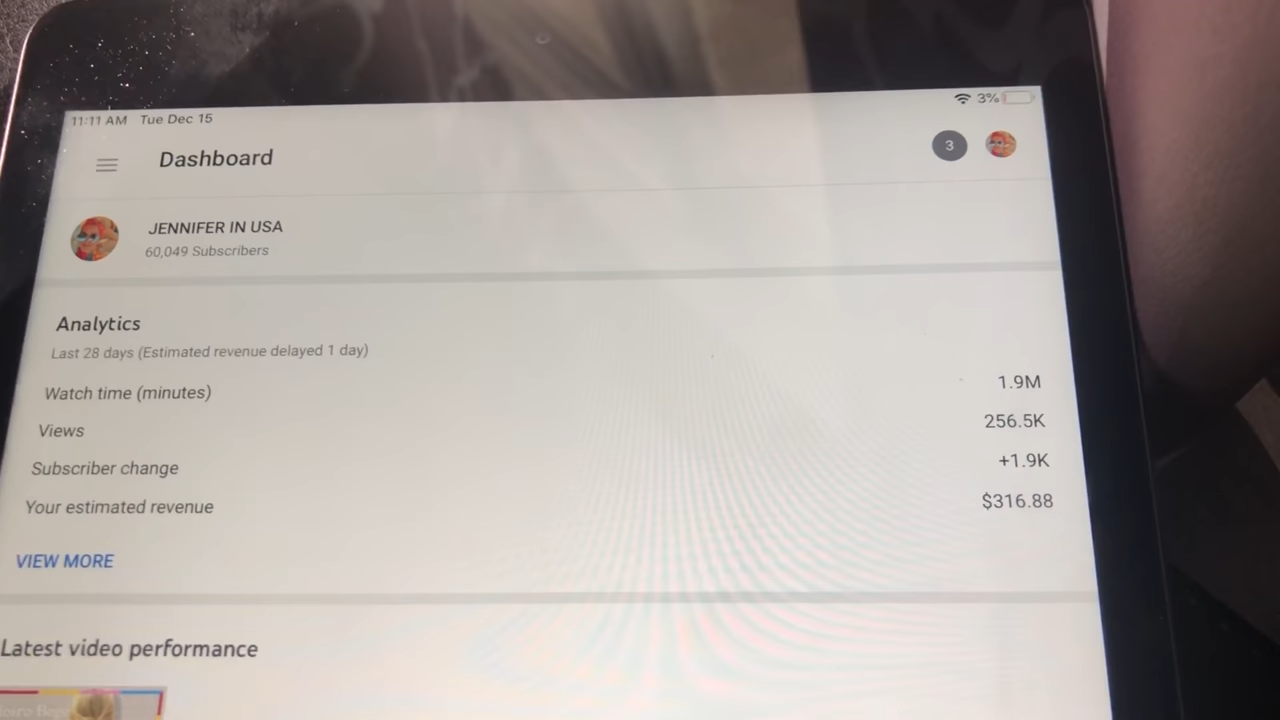 11:11 AM Tue Dec 15
3%
Dashboard
3
JENNIFER IN USA
60,049 Subscribers
Analytics
Last 28 days (Estimated revenue delayed 1 day)
Watch time (minutes) 1.9M
Views 256.5K
Subscriber change +1.9K
Your estimated revenue $316.88
VIEW MORE
Latest video performance